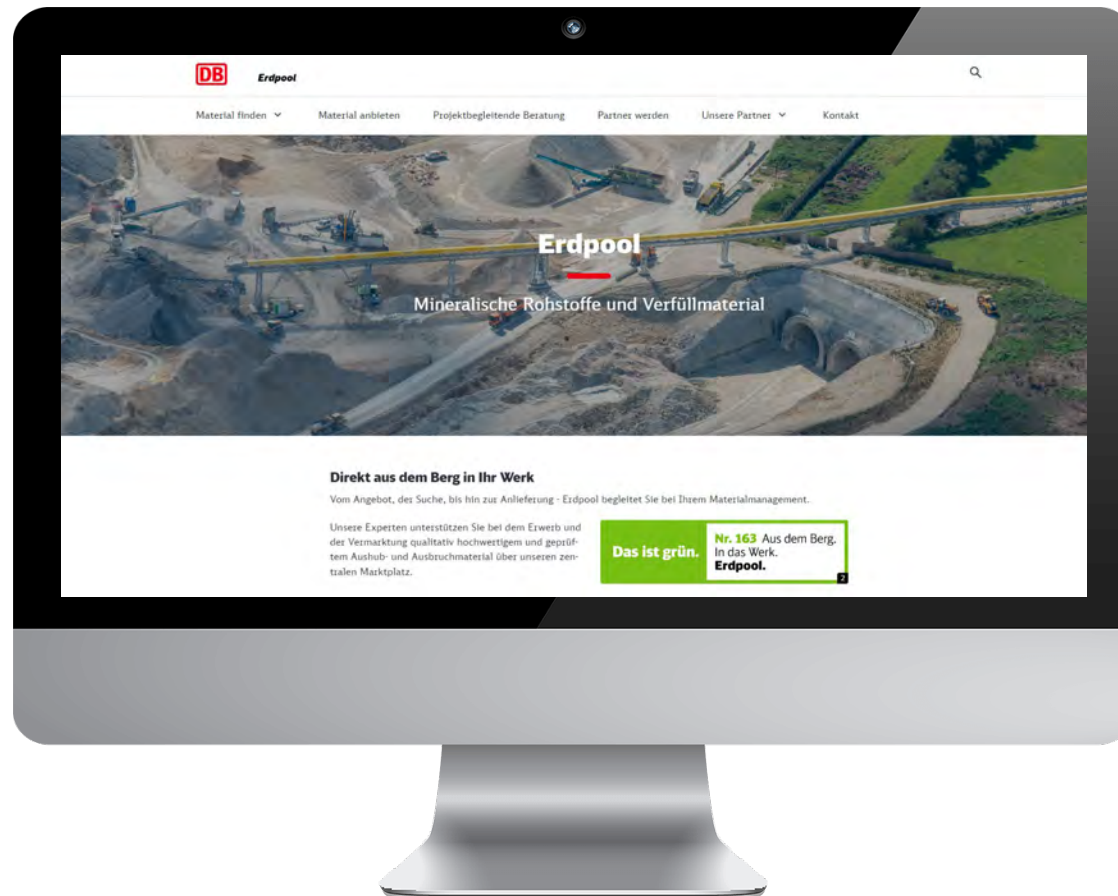 DB
Erdpool
Material finden
Material anbieten
Projektbegleitende Beratung
Partner werden
Unsere Partner
Kontakt
Erdpool
Mineralische Rohstoffe und Verfüllmaterial
Direkt aus dem Berg in Ihr Werk
Vom Angebot, der Suche, bis hin zur Anlieferung - Erdpool begleitet Sie bei Ihrem Materialmanagement.
Unsere Experten unterstützen Sie bei dem Erwerb und
der Vermarktung qualitativ hochwertigem und geprüf-
tem Aushub- und Ausbruchmaterial über unseren zen-
tralen Marktplatz.
Das ist grün.
Nr. 163 Aus dem Berg.
In das Werk.
Erdpool.
2